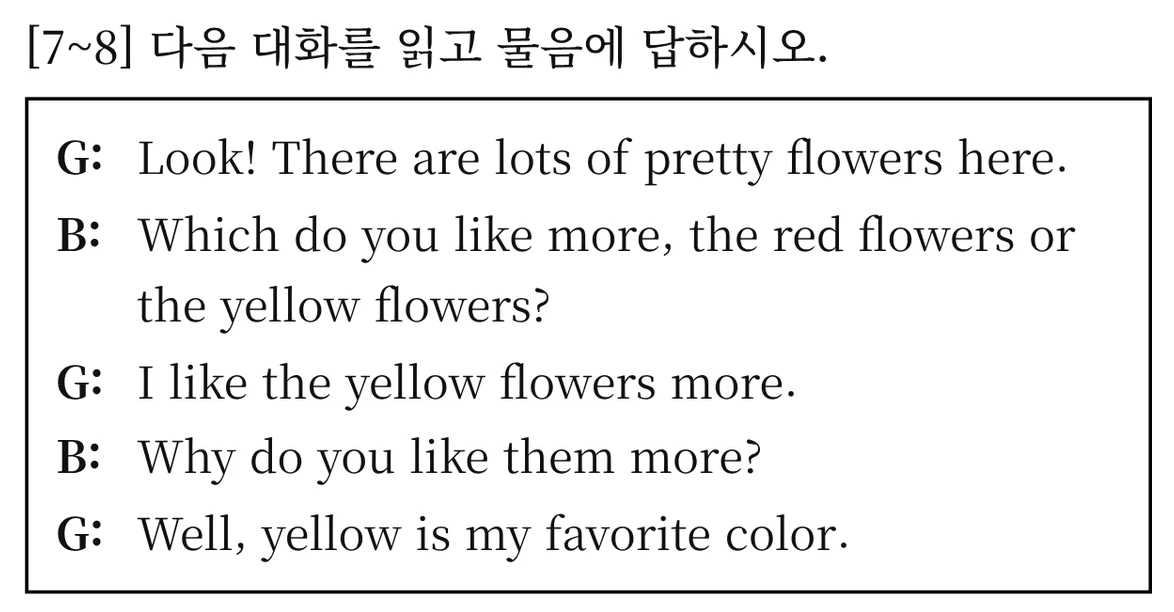 [7~8] 다음 대화를 읽고 물음에 답하시오.
G: Look! There are lots of pretty flowers here.
B: Which do you like more, the red flowers or
the yellow flowers?
G: I like the yellow flowers more.
B: Why do you like them more?
G: Well, yellow is my favorite color.